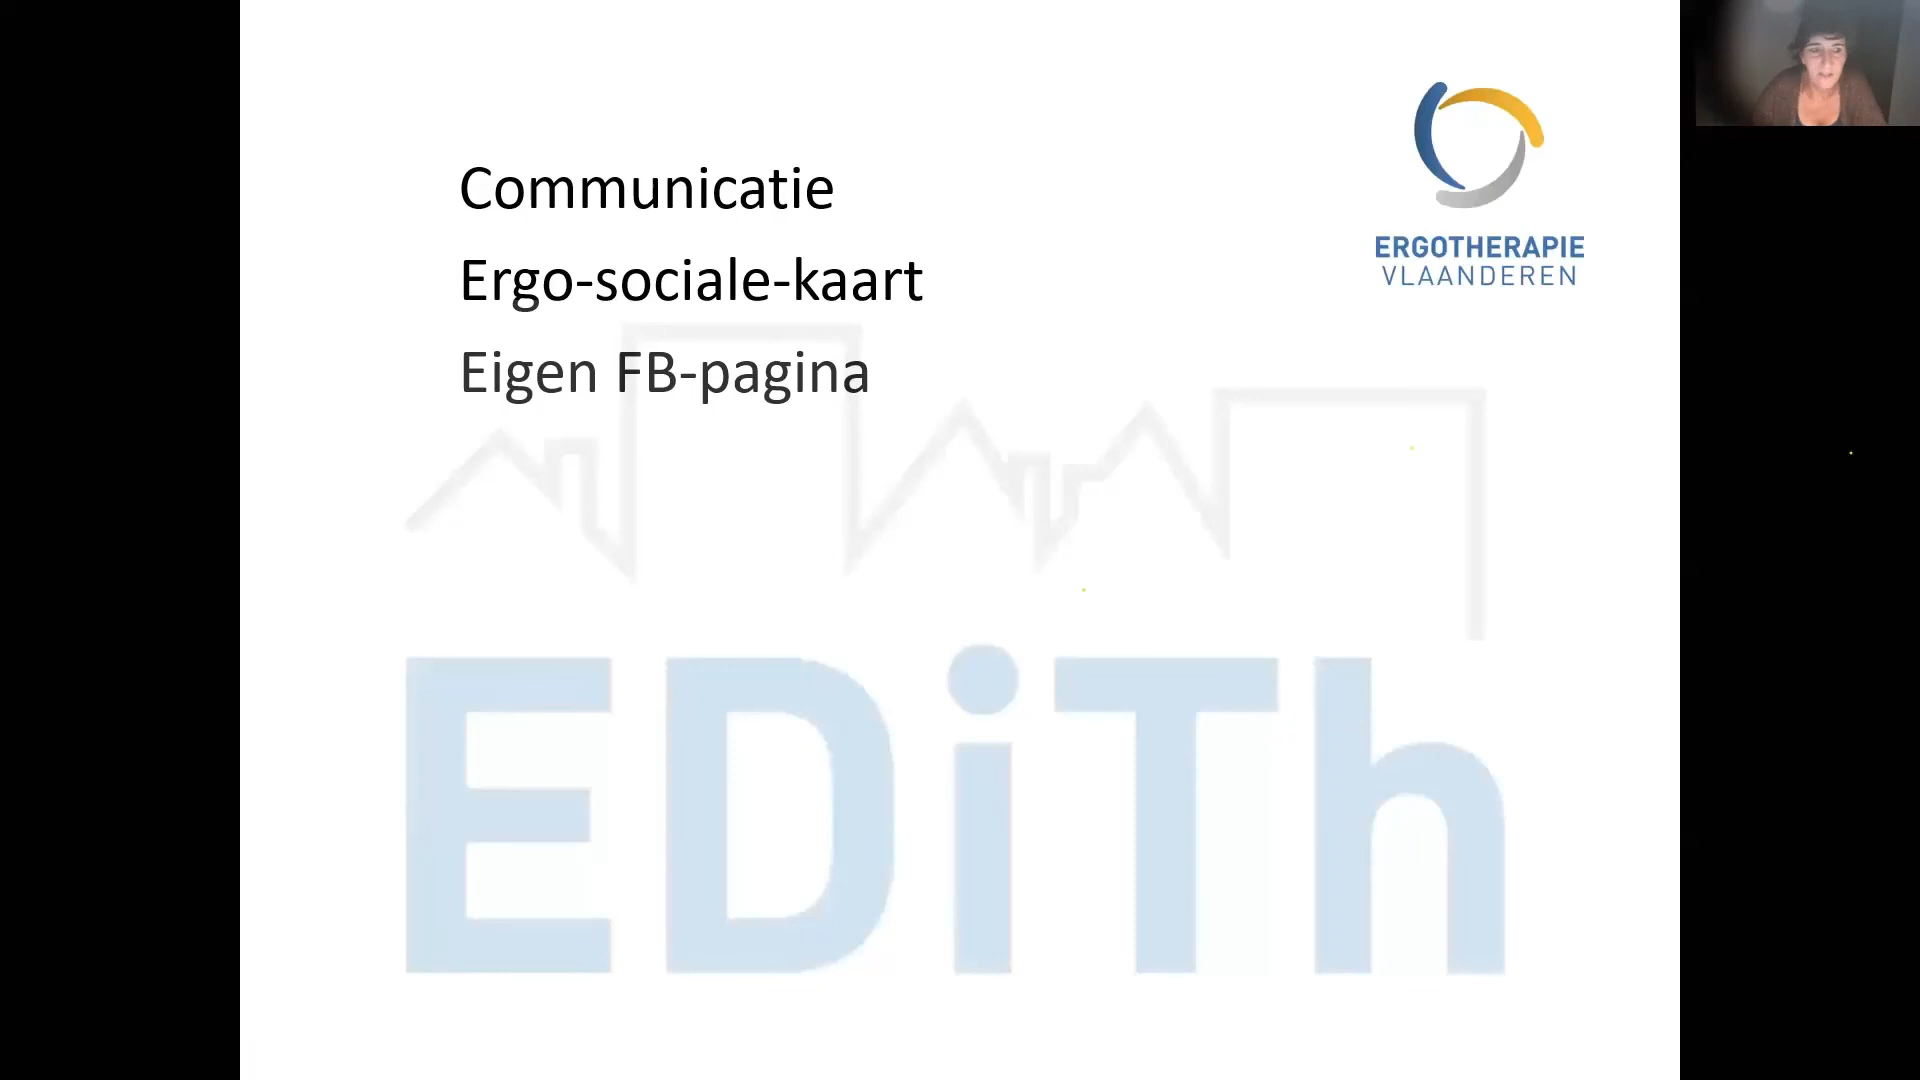 Communicatie
Ergo-sociale-kaart
Eigen FB-pagina
ERGOTHERAPIE
VLAANDEREN
EDiTh